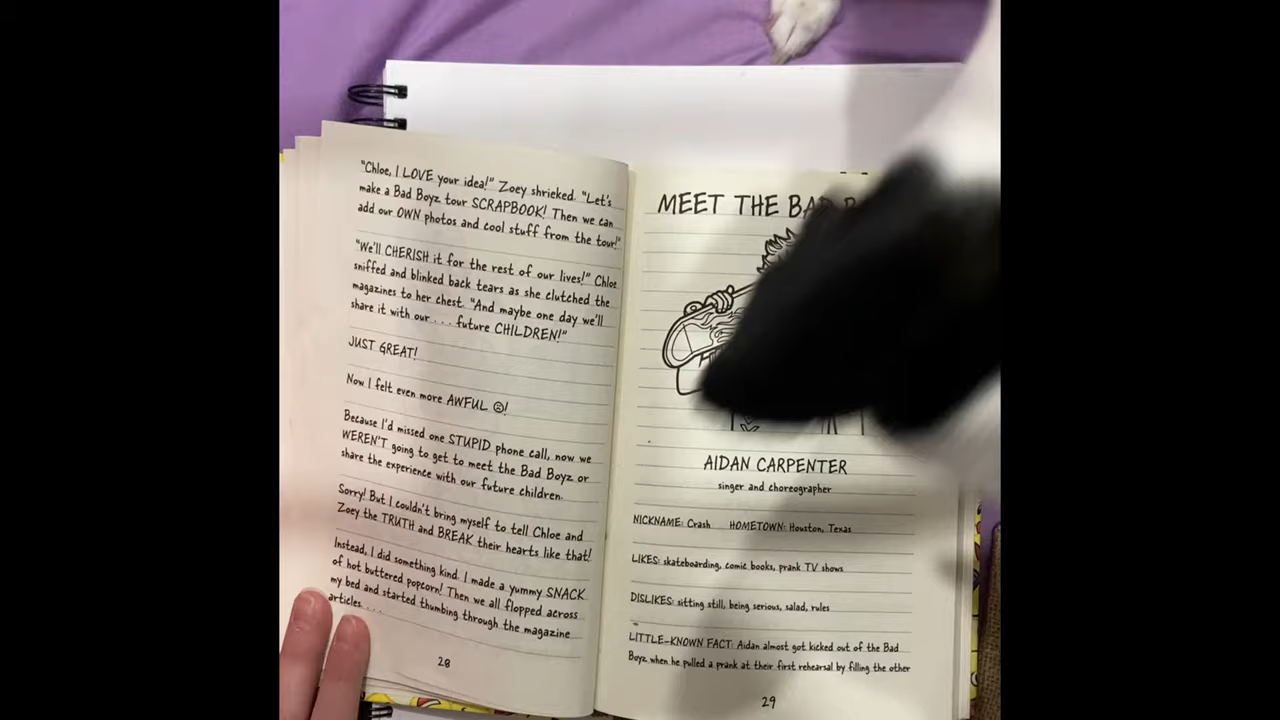 "Chloe, I LOVE your idea!" Zoey shrieked. "Let's
make a Bad Boyz tour SCRAPBOOK! Then we can
add our OWN photos and cool stuff from the tour!"
"We'll CHERISH it for the rest of our lives!" Chloe
sniffed and blinked back tears as she clutched the
magazines to her chest. "And maybe one day we'll
share it with our . . . future CHILDREN!"
JUST GREAT!
Now I felt even more AWFUL ☹!
Because I'd missed one STUPID phone call, now we
WEREN'T going to get to meet the Bad Boyz or
share the experience with our future children.
Sorry! But I couldn't bring myself to tell Chloe and
Zoey the TRUTH and BREAK their hearts like that!
Instead, I did something kind. I made a yummy SNACK
of hot buttered popcorn! Then we all flopped across
my bed and started thumbing through the magazine
articles. . . .
28
MEET THE BAD
AIDAN CARPENTER
singer and choreographer
NICKNAME: Crash HOMETOWN: Houston, Texas
LIKES: skateboarding, comic books, prank TV shows
DISLIKES: sitting still, being serious, salad, rules
LITTLE-KNOWN FACT: Aidan almost got kicked out of the Bad
Boyz when he pulled a prank at their first rehearsal by filling the other
29